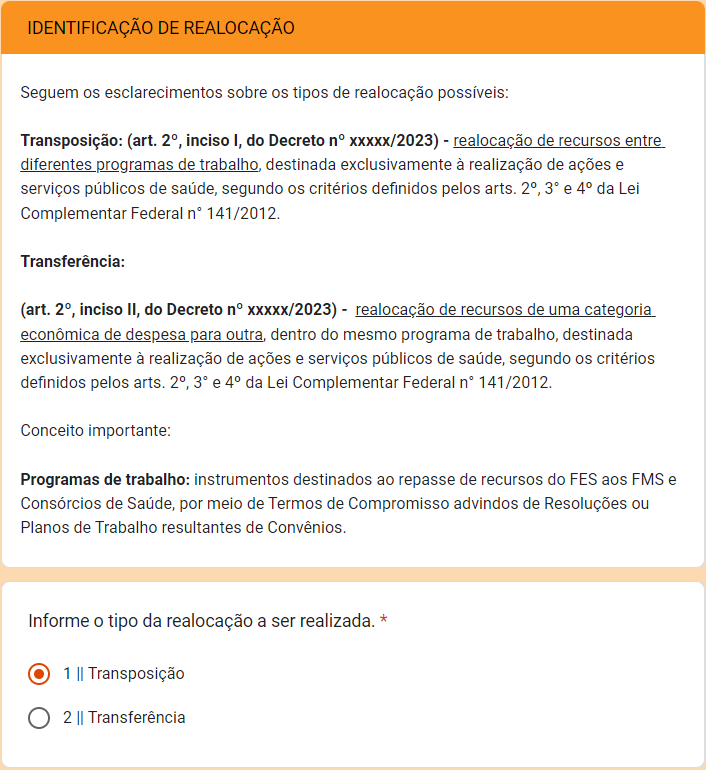 IDENTIFICAÇÃO DE REALOCAÇÃO
Seguem os esclarecimentos sobre os tipos de realocação possíveis:
Transposição: (art. 2º, inciso I, do Decreto nº xxxxx/2023) - realocação de recursos entre
diferentes programas de trabalho, destinada exclusivamente à realização de ações e
serviços públicos de saúde, segundo os critérios definidos pelos arts. 2º, 3° e 4º da Lei
Complementar Federal n° 141/2012.
Transferência:
(art. 2º, inciso II, do Decreto nº xxxxx/2023) - realocação de recursos de uma categoria
econômica de despesa para outra, dentro do mesmo programa de trabalho, destinada
exclusivamente à realização de ações e serviços públicos de saúde, segundo os critérios
definidos pelos arts. 2º, 3° e 4º da Lei Complementar Federal n° 141/2012.
Conceito importante:
Programas de trabalho: instrumentos destinados ao repasse de recursos do FES aos FMS e
Consórcios de Saúde, por meio de Termos de Compromisso advindos de Resoluções ou
Planos de Trabalho resultantes de Convênios.
Informe o tipo da realocação a ser realizada. *
1 || Transposição
2 || Transferência